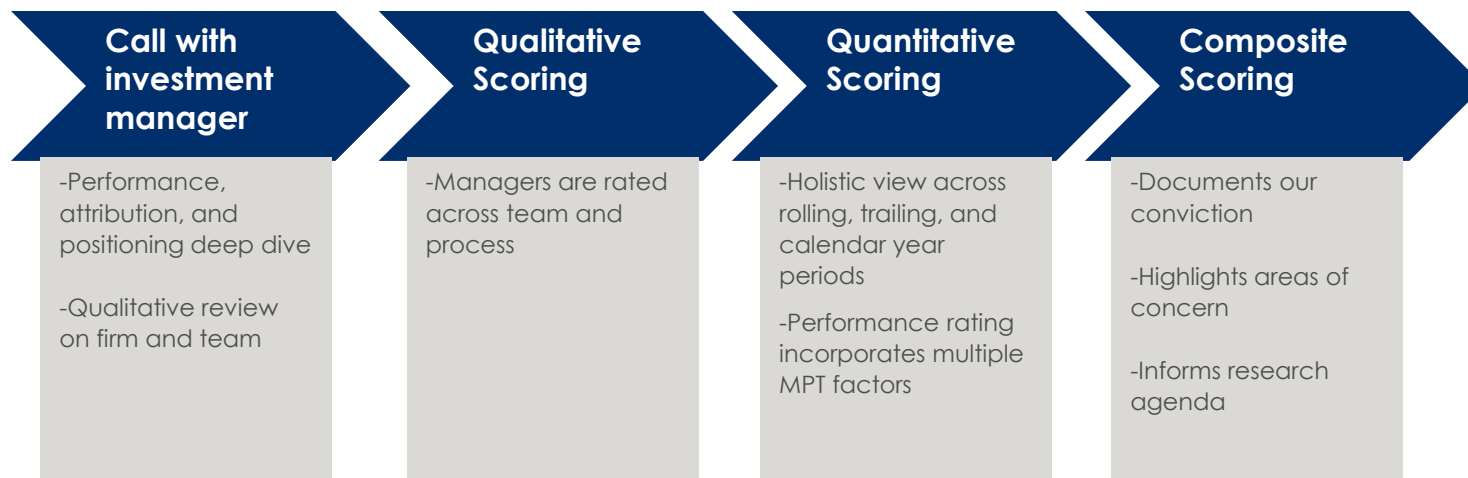 Call with
investment
manager
-Performance,
attribution, and
positioning deep dive
-Qualitative review
on firm and team
Qualitative
Scoring
-Managers are rated
across team and
process
Quantitative
Scoring
-Holistic view across
rolling, trailing, and
calendar year
periods
-Performance rating
incorporates multiple
MPT factors
Composite
Scoring
-Documents our
conviction
-Highlights areas of
concern
-Informs research
agenda